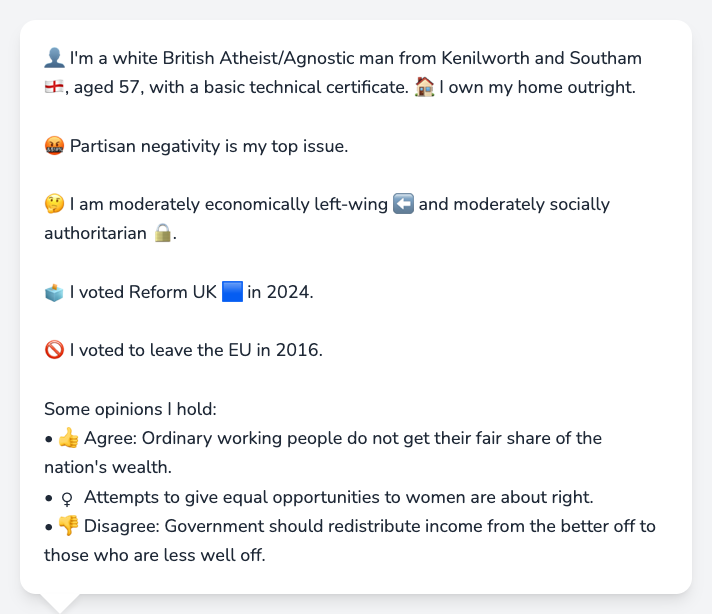 👤 I'm a white British Atheist/Agnostic man from Kenilworth and Southam
🏴󠁧󠁢󠁥󠁮󠁧󠁿, aged 57, with a basic technical certificate. 🏠 I own my home outright.
🤬 Partisan negativity is my top issue.
🤔 I am moderately economically left-wing ⬅️ and moderately socially
authoritarian 🔒.
🗳️ I voted Reform UK 🟦 in 2024.
🚫 I voted to leave the EU in 2016.
Some opinions I hold:
• 👍 Agree: Ordinary working people do not get their fair share of the
nation's wealth.
• ♀ Attempts to give equal opportunities to women are about right.
• 👎 Disagree: Government should redistribute income from the better off to
those who are less well off.